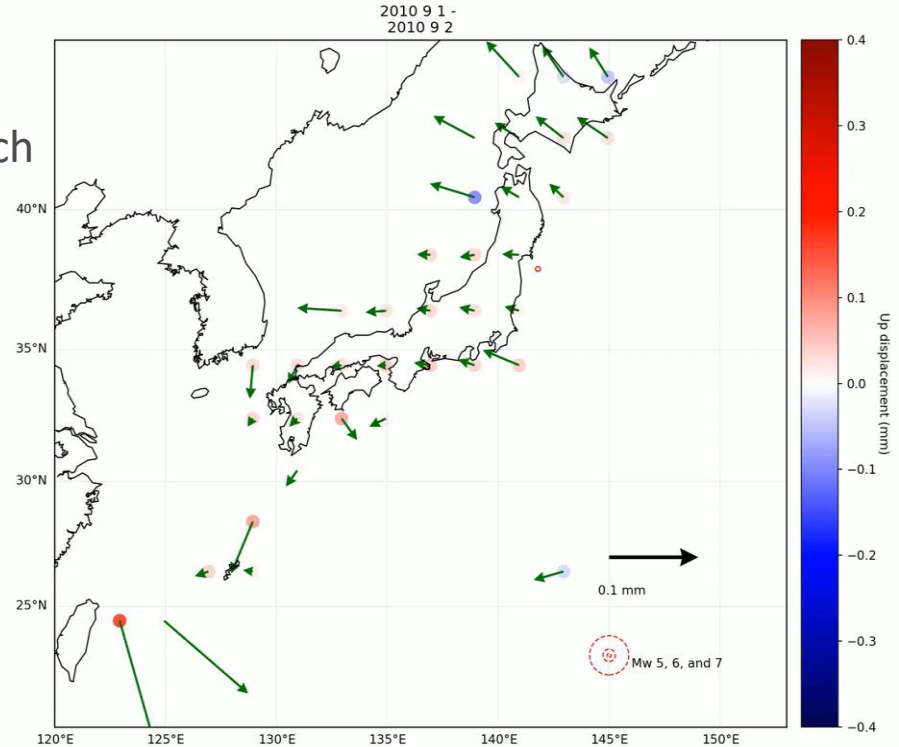 2010 9 1 -
2010 9 2
ch
40°N
35°N
30°N
25°N
120°E
125°E
130°E
135°E
140°E
145°E
150°E
0.1 mm
Mw 5, 6, and 7
0.4
0.3
0.2
0.1
0.0
−0.1
−0.2
−0.3
−0.4
Up displacement (mm)